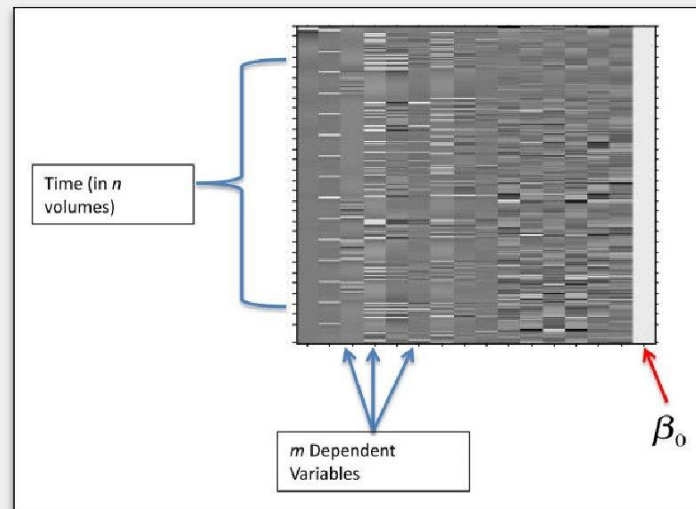 Time (in n
volumes)
m Dependent
Variables
β₀